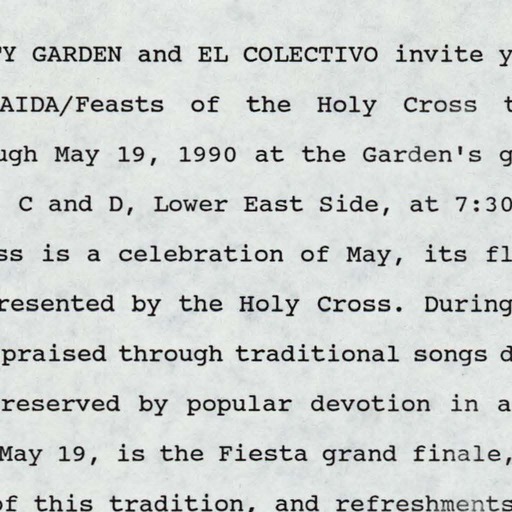 TY GARDEN and EL COLECTIVO invite y
AIDA/Feasts of the Holy Cross t
ugh May 19, 1990 at the Garden's g
C and D, Lower East Side, at 7:30
ss is a celebration of May, its fl
resented by the Holy Cross. During
praised through traditional songs d
reserved by popular devotion in a
May 19, is the Fiesta grand finale,
of this tradition, and refreshments